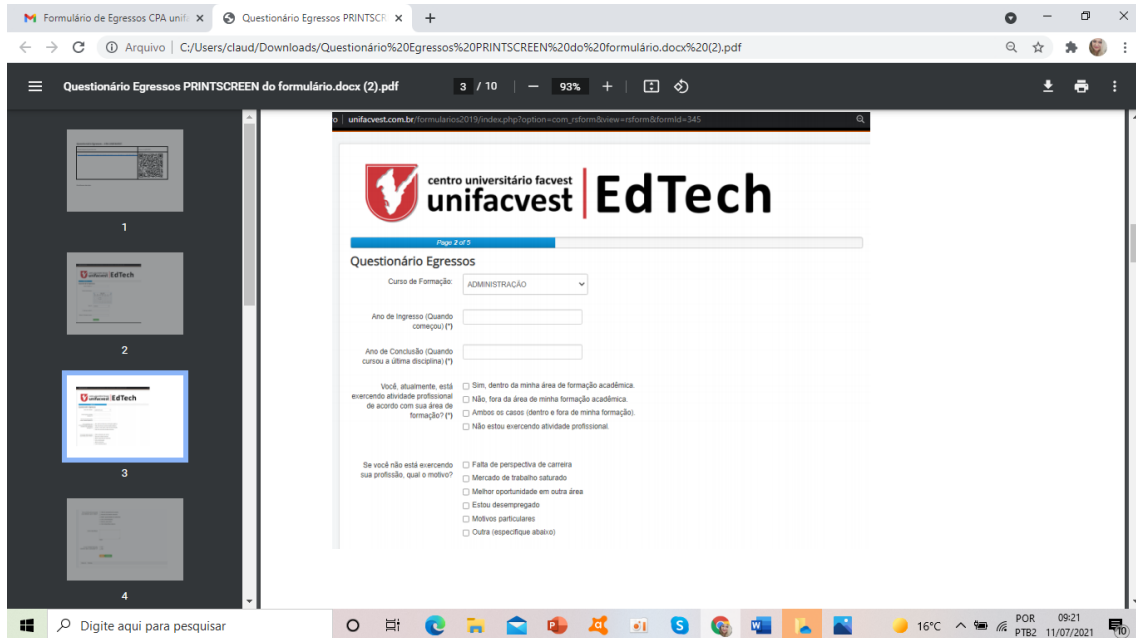 Formulário de Egressos CPA unif
Questionário Egressos PRINTSCR
Arquivo | C:/Users/claud/Downloads/Questionário%20Egressos%20PRINTSCREEN%20do%20formulário.docx%20(2).pdf
Questionário Egressos PRINTSCREEN do formulário.docx (2).pdf
3 / 10
93%
unifacvest.com.br/formularios2019/index.php?option=com_rsform&view=rsform&formId=345
centro universitário facvest
unifacvest
EdTech
Page 2 of 5
Questionário Egressos
Curso de Formação:
ADMINISTRAÇÃO
Ano de Ingresso (Quando
começou) (*)
Ano de Conclusão (Quando
cursou a última disciplina) (*)
Você, atualmente, está
exercendo atividade profissional
de acordo com sua área de
formação? (*)
Sim, dentro da minha área de formação acadêmica.
Não, fora da área de minha formação acadêmica.
Ambos os casos (dentro e fora de minha formação).
Não estou exercendo atividade profissional.
Se você não está exercendo
sua profissão, qual o motivo?
Falta de perspectiva de carreira
Mercado de trabalho saturado
Melhor oportunidade em outra área
Estou desempregado
Motivos particulares
Outra (especifique abaixo)
1
EdTech
2
EdTech
3
4
Digite aqui para pesquisar
16°C
POR
PTB2
09:21
11/07/2021